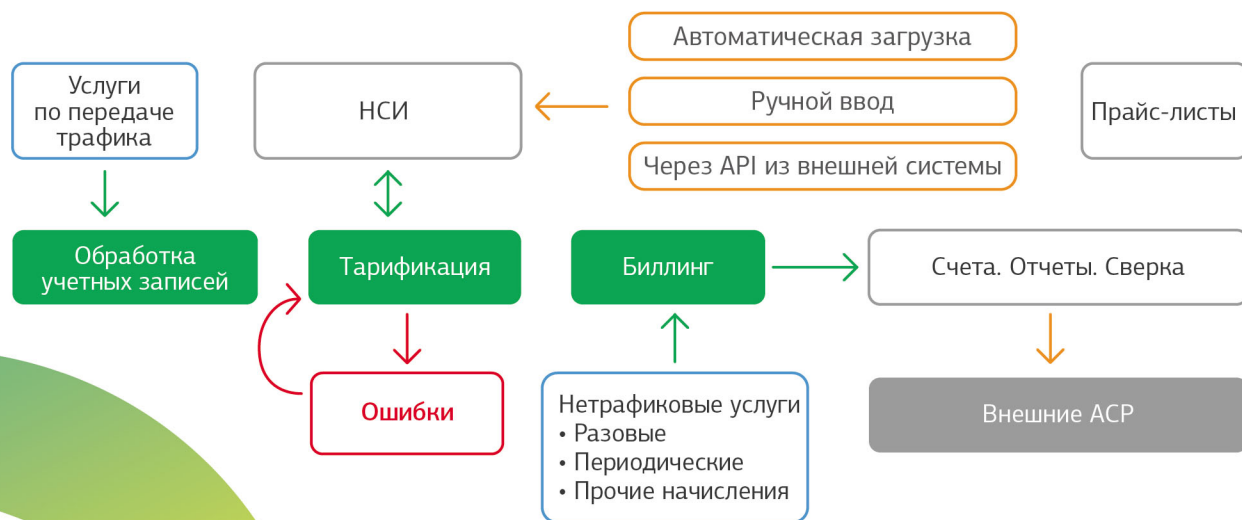 Автоматическая загрузка
Услуги
по передаче
трафика
НСИ
Ручной ввод
Прайс-листы
Через API из внешней системы
Обработка
учетных записей
Тарификация
Биллинг
Счета. Отчеты. Сверка
Ошибки
Нетрафиковые услуги
• Разовые
• Периодические
• Прочие начисления
Внешние АСР